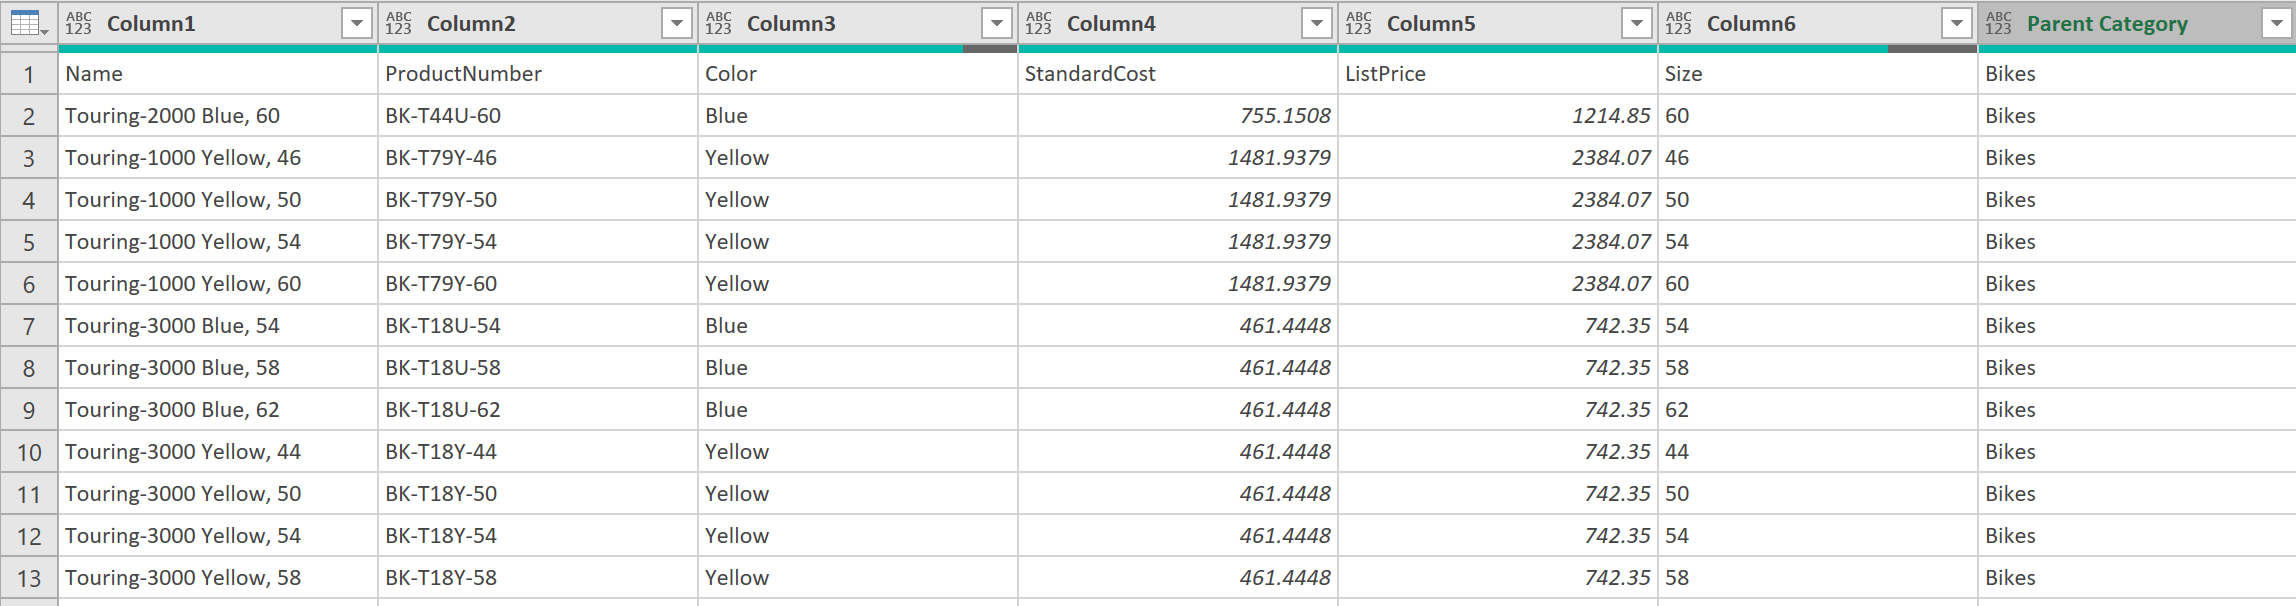 ABC 123 Column1 ABC 123 Column2 ABC 123 Column3 ABC 123 Column4 ABC 123 Column5 ABC 123 Column6 ABC 123 Parent Category
1 Name ProductNumber Color StandardCost ListPrice Size Bikes
2 Touring-2000 Blue, 60 BK-T44U-60 Blue 755.1508 1214.85 60 Bikes
3 Touring-1000 Yellow, 46 BK-T79Y-46 Yellow 1481.9379 2384.07 46 Bikes
4 Touring-1000 Yellow, 50 BK-T79Y-50 Yellow 1481.9379 2384.07 50 Bikes
5 Touring-1000 Yellow, 54 BK-T79Y-54 Yellow 1481.9379 2384.07 54 Bikes
6 Touring-1000 Yellow, 60 BK-T79Y-60 Yellow 1481.9379 2384.07 60 Bikes
7 Touring-3000 Blue, 54 BK-T18U-54 Blue 461.4448 742.35 54 Bikes
8 Touring-3000 Blue, 58 BK-T18U-58 Blue 461.4448 742.35 58 Bikes
9 Touring-3000 Blue, 62 BK-T18U-62 Blue 461.4448 742.35 62 Bikes
10 Touring-3000 Yellow, 44 BK-T18Y-44 Yellow 461.4448 742.35 44 Bikes
11 Touring-3000 Yellow, 50 BK-T18Y-50 Yellow 461.4448 742.35 50 Bikes
12 Touring-3000 Yellow, 54 BK-T18Y-54 Yellow 461.4448 742.35 54 Bikes
13 Touring-3000 Yellow, 58 BK-T18Y-58 Yellow 461.4448 742.35 58 Bikes